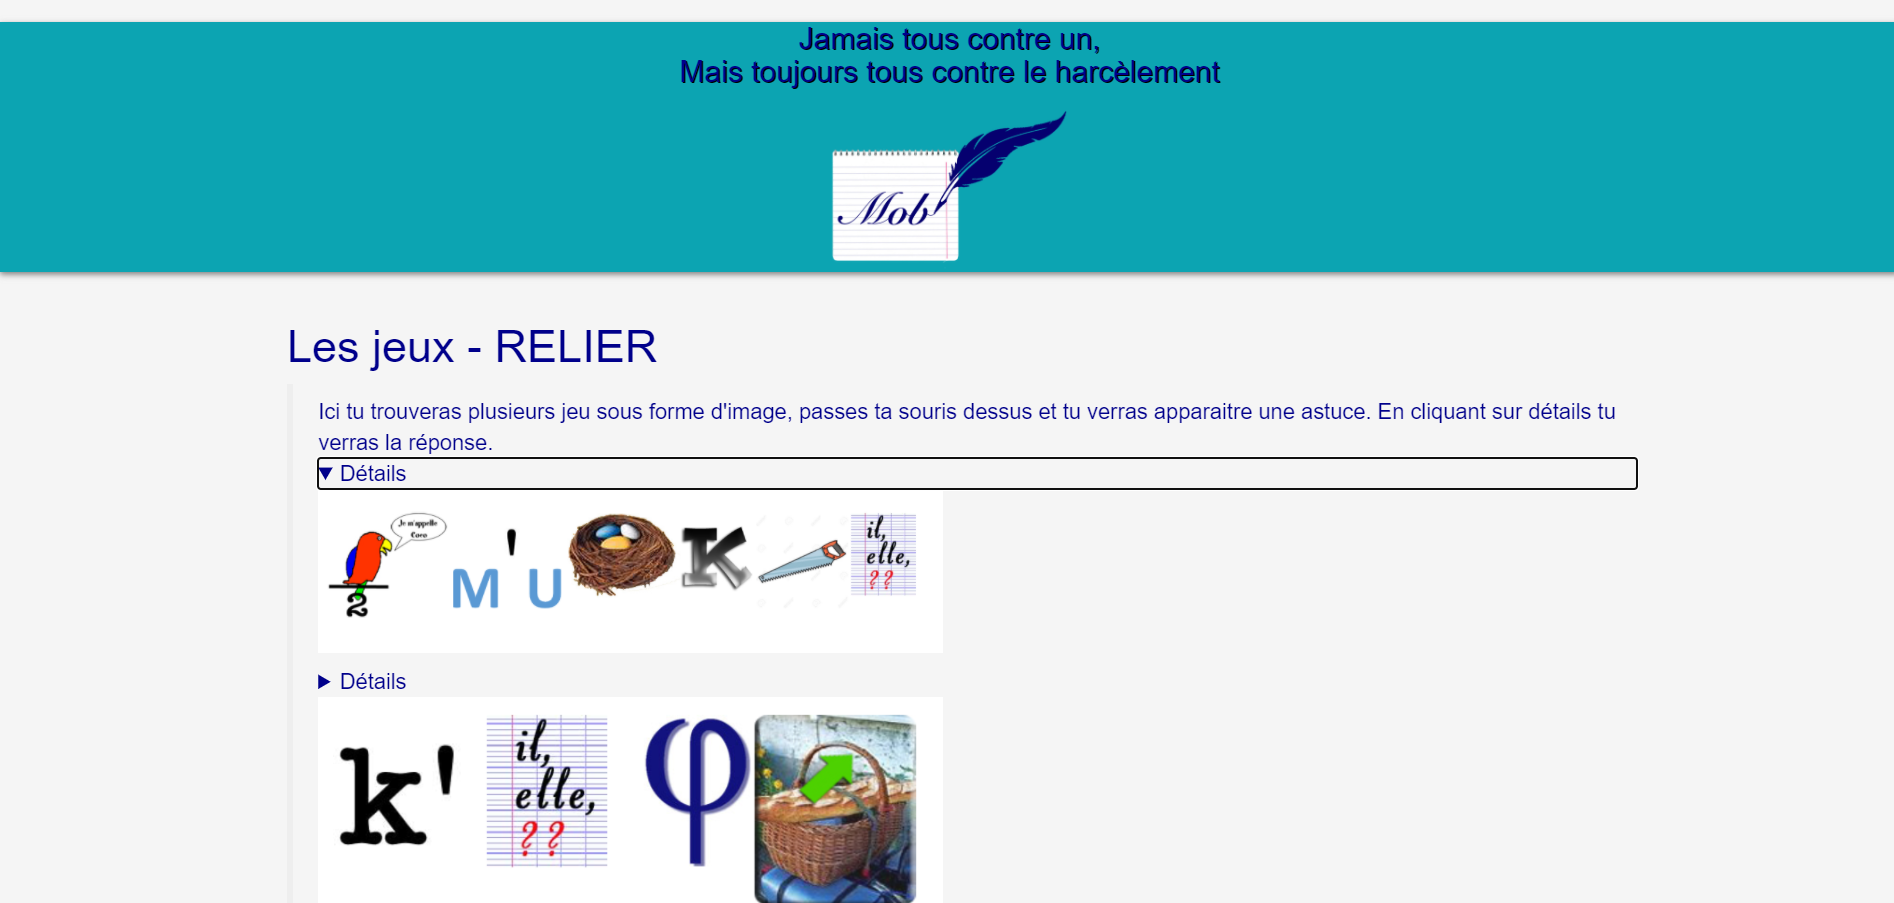 Jamais tous contre un,
Mais toujours tous contre le harcèlement
Mob'
Les jeux - RELIER
Ici tu trouveras plusieurs jeu sous forme d'image, passes ta souris dessus et tu verras apparaitre une astuce. En cliquant sur détails tu
verras la réponse.
Détails
Je m'appelle
Coco
2
M'U
K
il,
elle,
??
Détails
k'
il,
elle,
??
φ